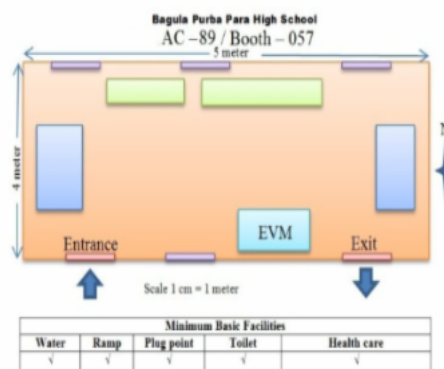 Bagula Purba Para High School
AC –89 / Booth – 057
5 meter
4 meter
N
EVM
Entrance
Exit
Scale 1 cm = 1 meter
Minimum Basic Facilities
Water Ramp Plug point Toilet Health care
√ √ √ √ √